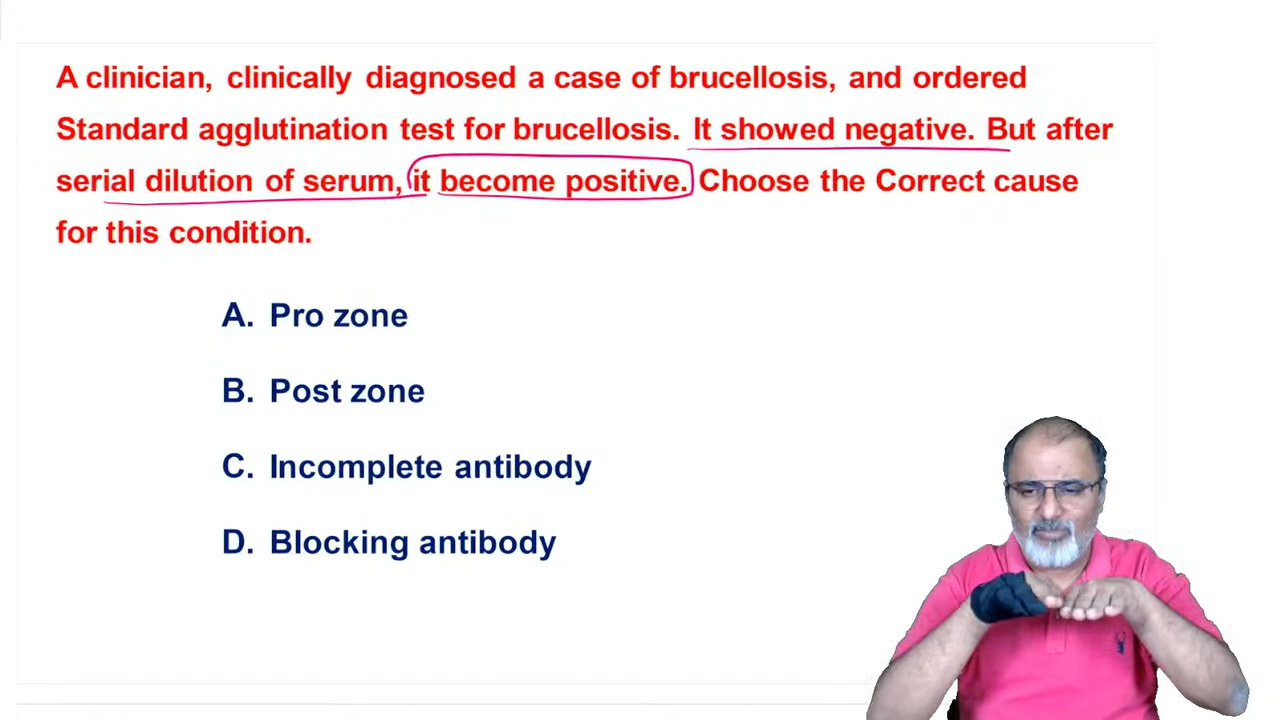 A clinician, clinically diagnosed a case of brucellosis, and ordered
Standard agglutination test for brucellosis. It showed negative. But after
serial dilution of serum, it become positive. Choose the Correct cause
for this condition.
A. Pro zone
B. Post zone
C. Incomplete antibody
D. Blocking antibody